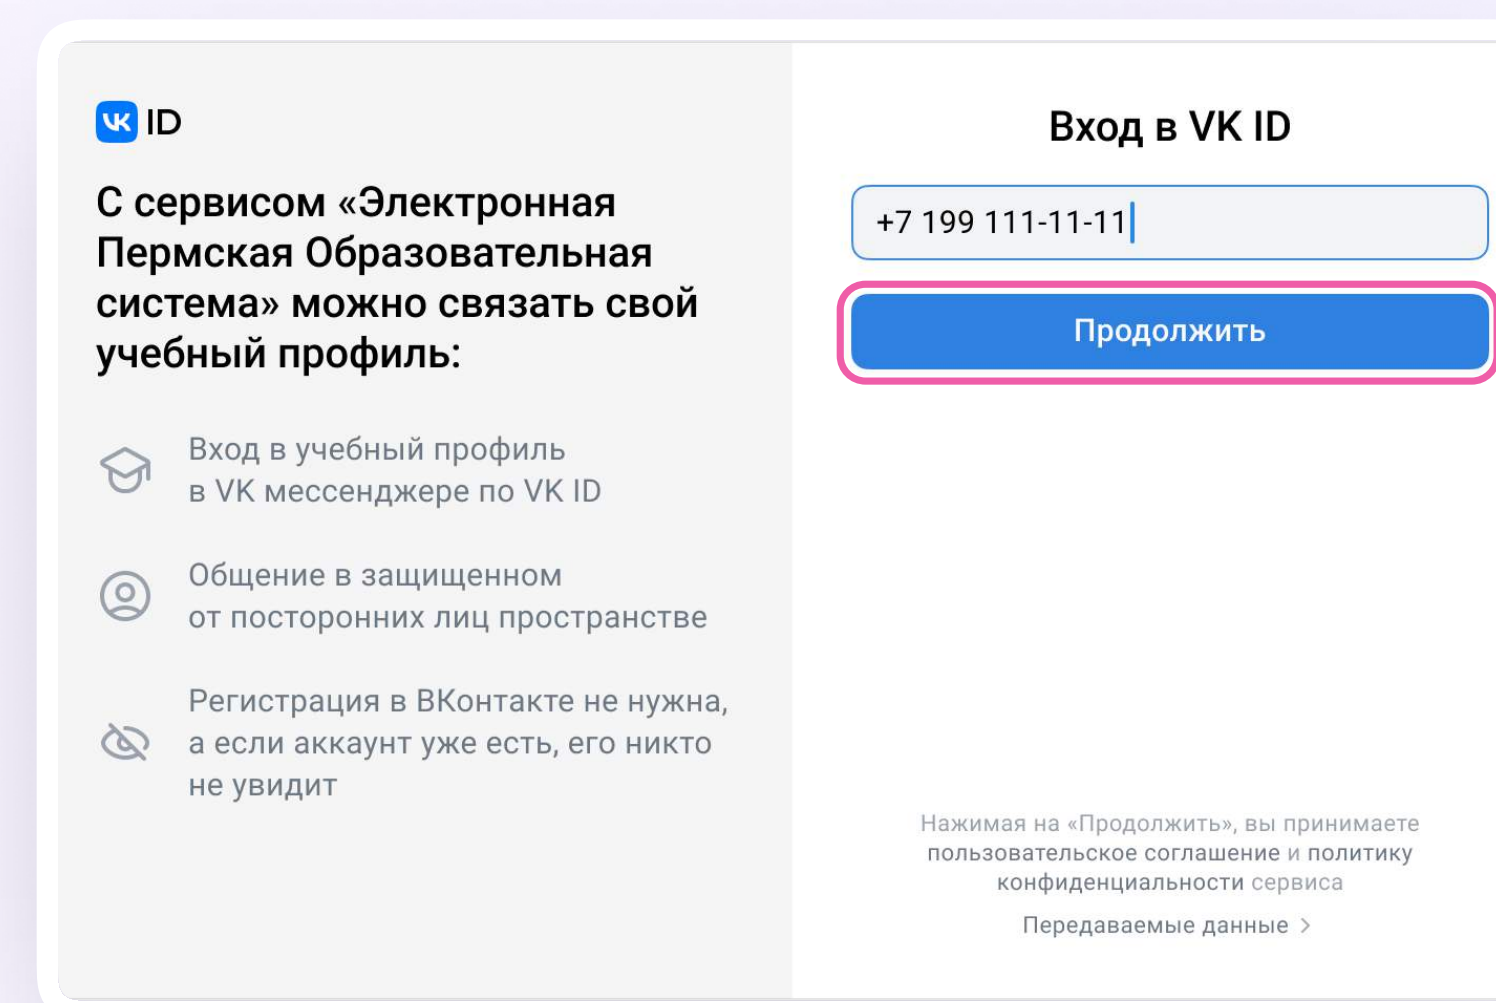 VK ID
С сервисом «Электронная
Пермская Образовательная
система» можно связать свой
учебный профиль:
Вход в учебный профиль
в VK мессенджере по VK ID
Общение в защищенном
от посторонних лиц пространстве
Регистрация в ВКонтакте не нужна,
а если аккаунт уже есть, его никто
не увидит
Вход в VK ID
+7 199 111-11-11
Продолжить
Нажимая на «Продолжить», вы принимаете
пользовательское соглашение и политику
конфиденциальности сервиса
Передаваемые данные >